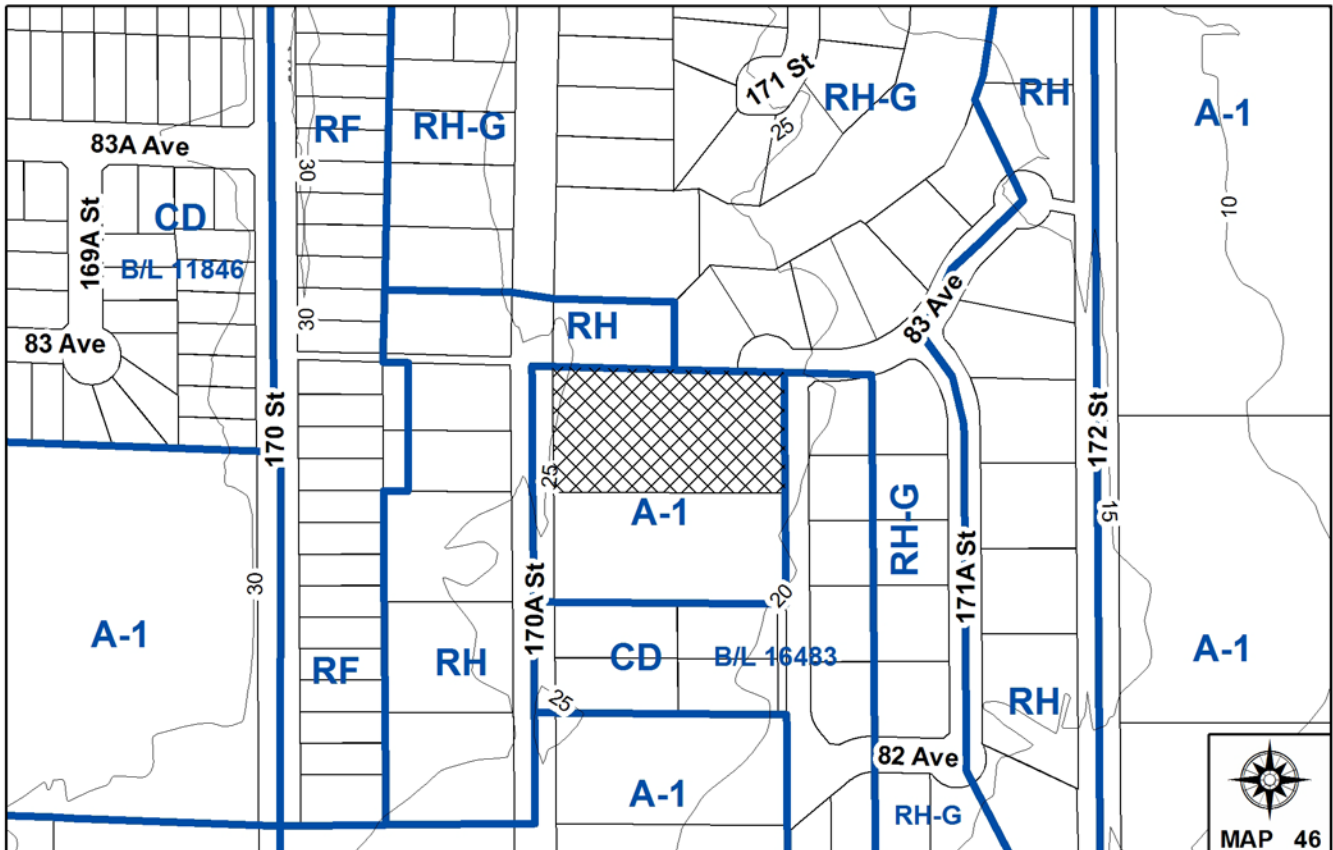 171 St
25
RH-G
RH
A-1
RF
RH-G
83A Ave
30
CD
169A St
B/L 11846
10
30
RH
83 Ave
83 Ave
170 St
172 St
25
A-1
RH-G
15
171A St
30
170A St
20
A-1
RF
RH
CD
B/L 16483
A-1
25
RH
82 Ave
A-1
RH-G
MAP 46